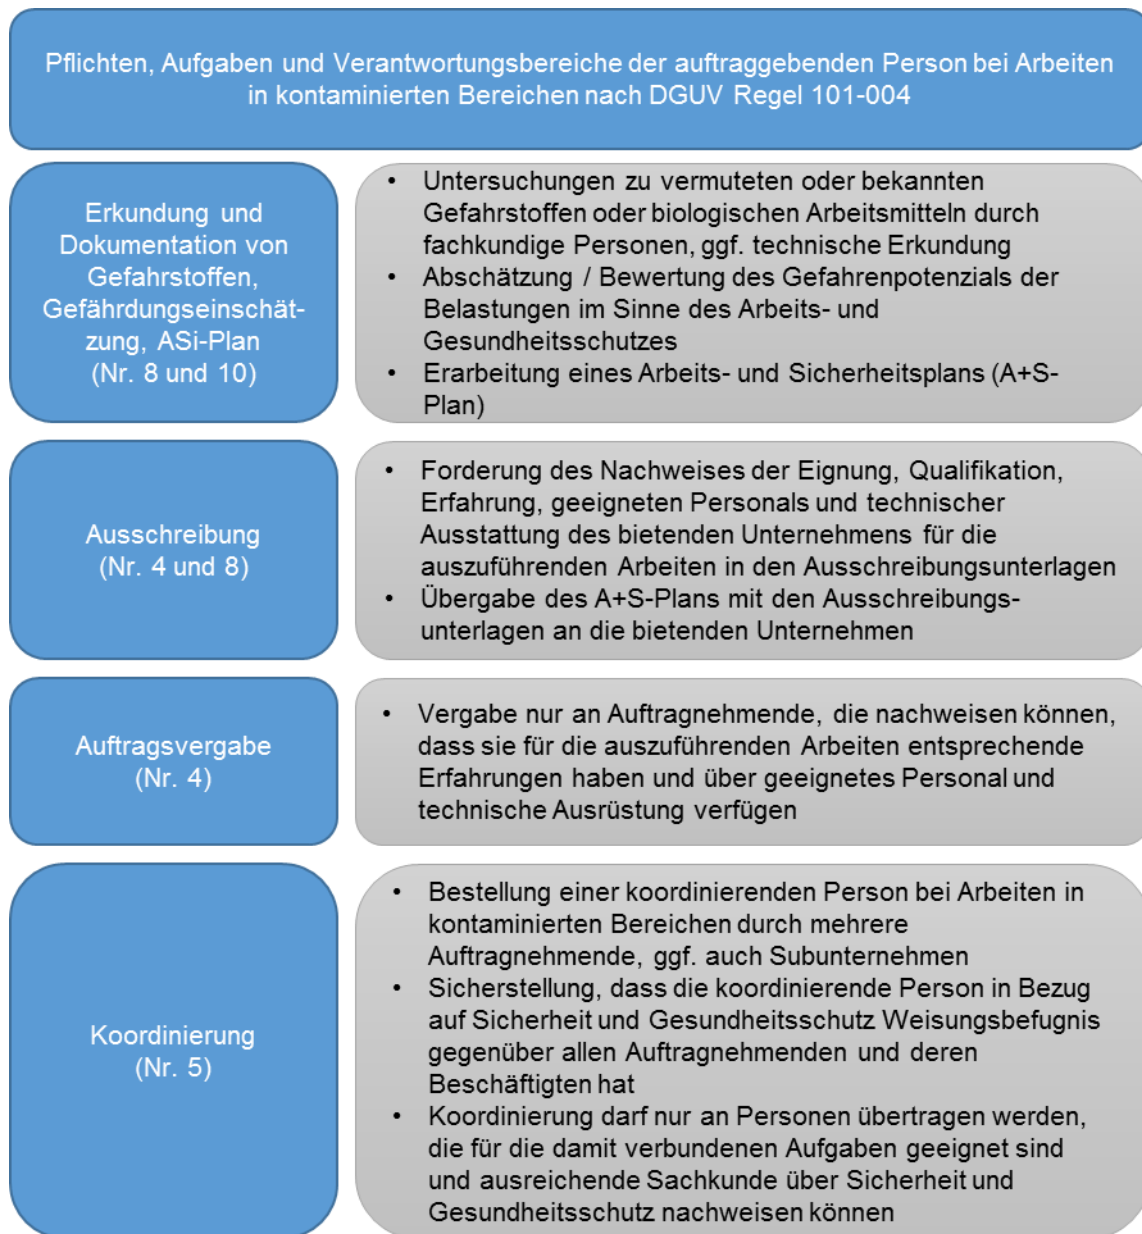 Pflichten, Aufgaben und Verantwortungsbereiche der auftraggebenden Person bei Arbeiten
in kontaminierten Bereichen nach DGUV Regel 101-004
Erkundung und
Dokumentation von
Gefahrstoffen,
Gefährdungseinschät-
zung, ASi-Plan
(Nr. 8 und 10)
• Untersuchungen zu vermuteten oder bekannten
Gefahrstoffen oder biologischen Arbeitsmitteln durch
fachkundige Personen, ggf. technische Erkundung
• Abschätzung / Bewertung des Gefahrenpotenzials der
Belastungen im Sinne des Arbeits- und
Gesundheitsschutzes
• Erarbeitung eines Arbeits- und Sicherheitsplans (A+S-
Plan)
Ausschreibung
(Nr. 4 und 8)
• Forderung des Nachweises der Eignung, Qualifikation,
Erfahrung, geeigneten Personals und technischer
Ausstattung des bietenden Unternehmens für die
auszuführenden Arbeiten in den Ausschreibungsunterlagen
• Übergabe des A+S-Plans mit den Ausschreibungs-
unterlagen an die bietenden Unternehmen
Auftragsvergabe
(Nr. 4)
• Vergabe nur an Auftragnehmende, die nachweisen können,
dass sie für die auszuführenden Arbeiten entsprechende
Erfahrungen haben und über geeignetes Personal und
technische Ausrüstung verfügen
Koordinierung
(Nr. 5)
• Bestellung einer koordinierenden Person bei Arbeiten in
kontaminierten Bereichen durch mehrere
Auftragnehmende, ggf. auch Subunternehmen
• Sicherstellung, dass die koordinierende Person in Bezug
auf Sicherheit und Gesundheitsschutz Weisungsbefugnis
gegenüber allen Auftragnehmenden und deren
Beschäftigten hat
• Koordinierung darf nur an Personen übertragen werden,
die für die damit verbundenen Aufgaben geeignet sind
und ausreichende Sachkunde über Sicherheit und
Gesundheitsschutz nachweisen können